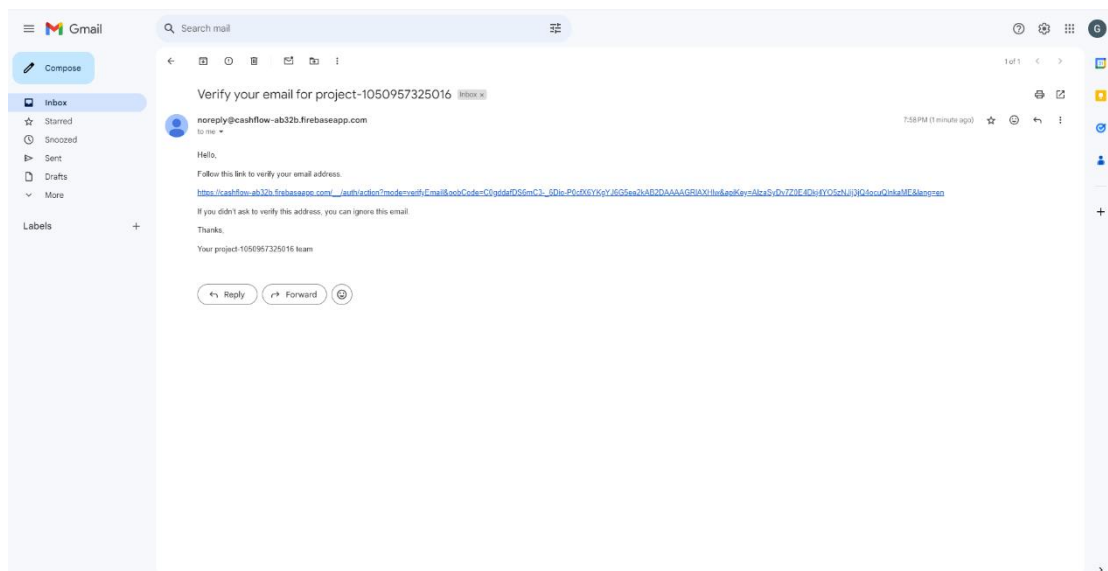 Gmail
Search mail
G
Compose
1 of 1
Inbox
Starred
Snoozed
Sent
Drafts
More
Labels
Verify your email for project-1050957325016 Inbox x
noreply@cashflow-ab32b.firebaseapp.com
7:58 PM (1 minute ago)
to me
Hello,
Follow this link to verify your email address.
If you didn't ask to verify this address, you can ignore this email.
Thanks,
Your project-1050957325016 team
Reply
Forward